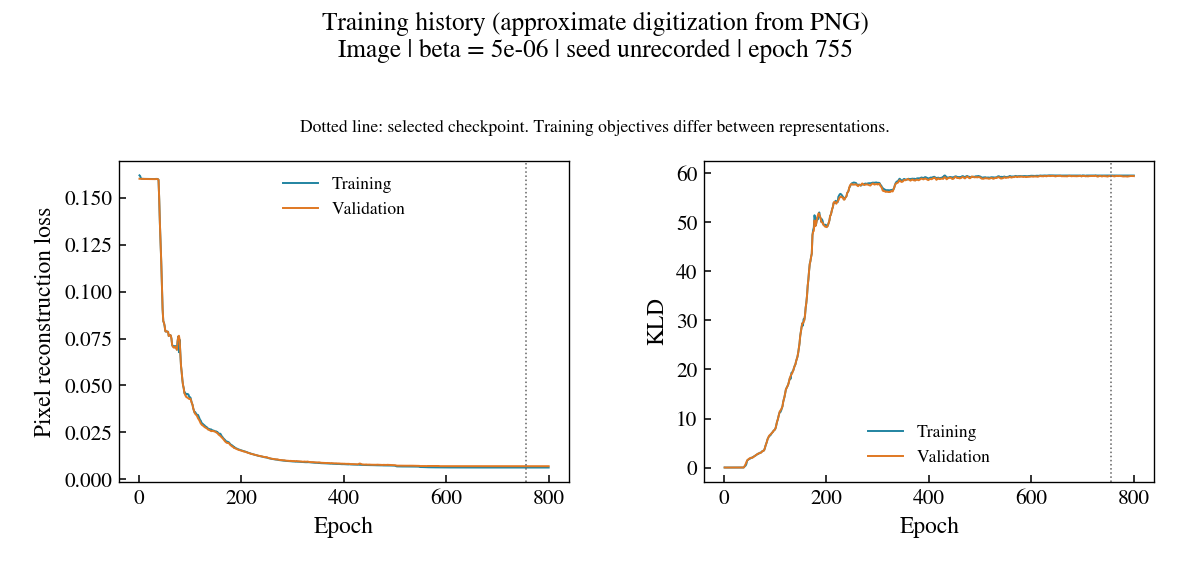 Training history (approximate digitization from PNG)
Image | beta = 5e-06 | seed unrecorded | epoch 755
Dotted line: selected checkpoint. Training objectives differ between representations.
Pixel reconstruction loss
0.150
0.125
0.100
0.075
0.050
0.025
0.000
Training
Validation
0
200
400
600
800
Epoch
KLD
60
50
40
30
20
10
0
Training
Validation
0
200
400
600
800
Epoch